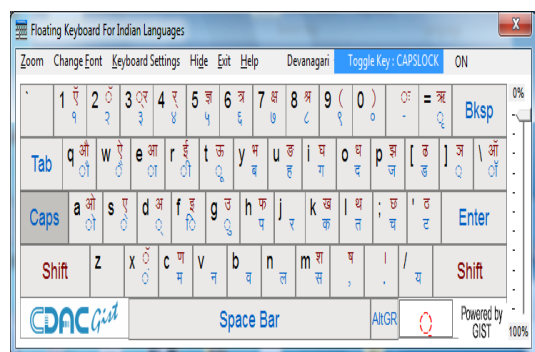 Floating Keyboard For Indian Languages X
Zoom Change Font Keyboard Settings Hide Exit Help Devanagari Toggle Key : CAPSLOCK ON
0%
` 1 ऍ ॅ १ 2 ॅ २ 3 ्र ३ 4 र् ४ 5 ज्ञ ५ 6 त्र ६ 7 क्ष ७ 8 श्र ८ 9 ( ९ 0 ) ० ः - = ऋ ृ Bksp
Tab q औ ौ w ऐ ै e आ ा r ई ी t ऊ ू y भ ब u ङ ह i घ ग o ध द p झ ज [ ढ ड ] ञ ़ \ ऑ ॉ
Caps a ओ ो s ए े d अ ् f इ ि g उ ु h फ प j र k ख क l थ त ; छ च ' ठ ट Enter
Shift z x ँ ं c ण म v न b व n ल m श स ष , । . / य Shift
CDAC Gist Space Bar AltGR Powered by
GIST 100%